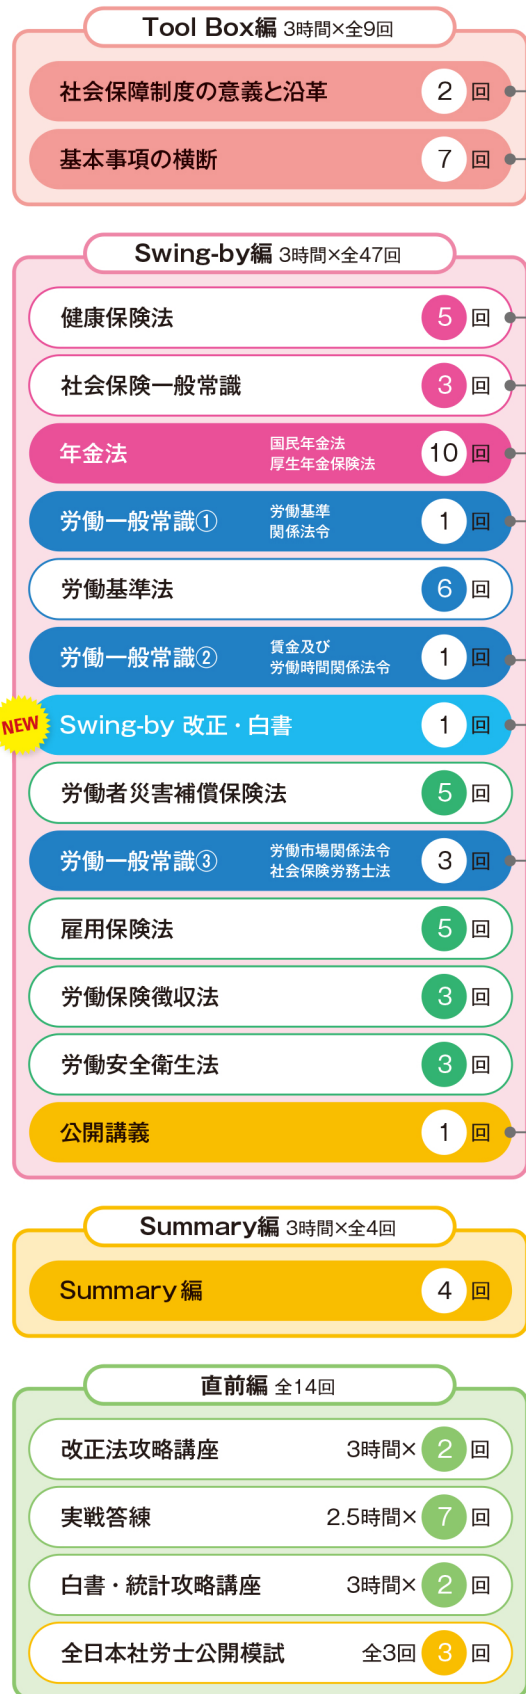 Tool Box編 3時間×全9回
社会保障制度の意義と沿革 2 回
基本事項の横断 7 回
Swing-by編 3時間×全47回
健康保険法 5 回
社会保険一般常識 3 回
年金法 国民年金法 厚生年金保険法 10 回
労働一般常識① 労働基準 関係法令 1 回
労働基準法 6 回
労働一般常識② 賃金及び 労働時間関係法令 1 回
NEW Swing-by 改正・白書 1 回
労働者災害補償保険法 5 回
労働一般常識③ 労働市場関係法令 社会保険労務士法 3 回
雇用保険法 5 回
労働保険徴収法 3 回
労働安全衛生法 3 回
公開講義 1 回
Summary編 3時間×全4回
Summary編 4 回
直前編 全14回
改正法攻略講座 3時間× 2 回
実戦答練 2.5時間× 7 回
白書・統計攻略講座 3時間× 2 回
全日本社労士公開模試 全3回 3 回